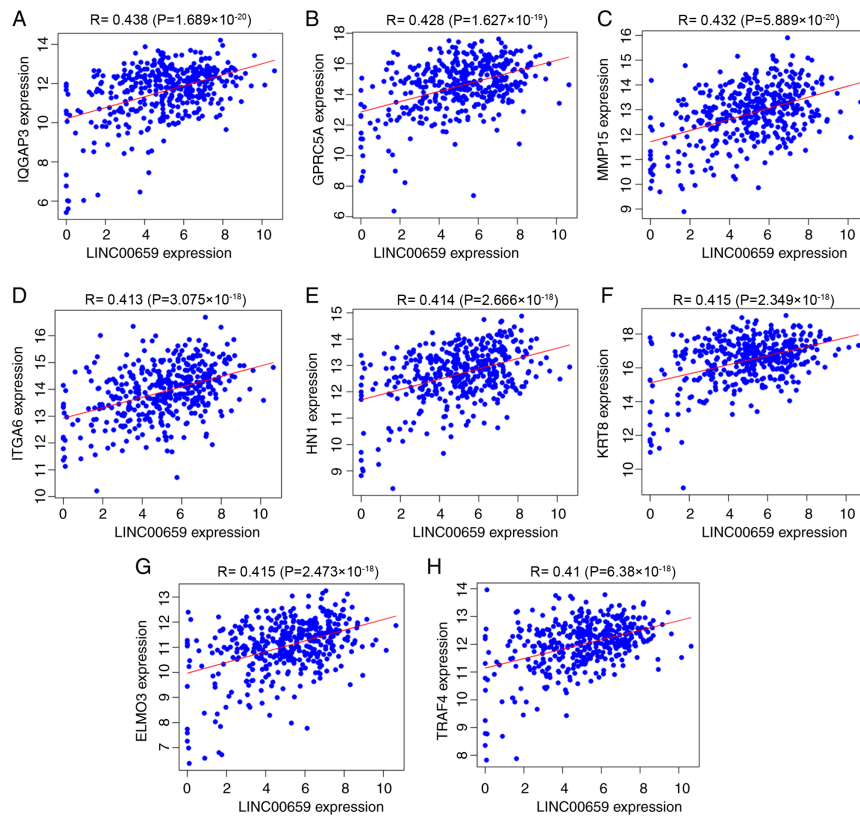 A
R= 0.438 (P=1.689×10-20)
IQGAP3 expression
14
12
10
8
6
0 2 4 6 8 10
LINC00659 expression
B
R= 0.428 (P=1.627×10-19)
GPRC5A expression
16
14
12
10
8
6
0 2 4 6 8 10
LINC00659 expression
C
R= 0.432 (P=5.889×10-20)
MMP15 expression
16
15
14
13
12
11
10
9
0 2 4 6 8 10
LINC00659 expression
D
R= 0.413 (P=3.075×10-18)
ITGA6 expression
16
15
14
13
12
11
10
0 2 4 6 8 10
LINC00659 expression
E
R= 0.414 (P=2.666×10-18)
HN1 expression
15
14
13
12
11
10
9
0 2 4 6 8 10
LINC00659 expression
F
R= 0.415 (P=2.349×10-18)
KRT8 expression
18
16
14
12
10
0 2 4 6 8 10
LINC00659 expression
G
R= 0.415 (P=2.473×10-18)
ELMO3 expression
13
12
11
10
9
8
7
0 2 4 6 8 10
LINC00659 expression
H
R= 0.41 (P=6.38×10-18)
TRAF4 expression
14
13
12
11
10
9
8
0 2 4 6 8 10
LINC00659 expression